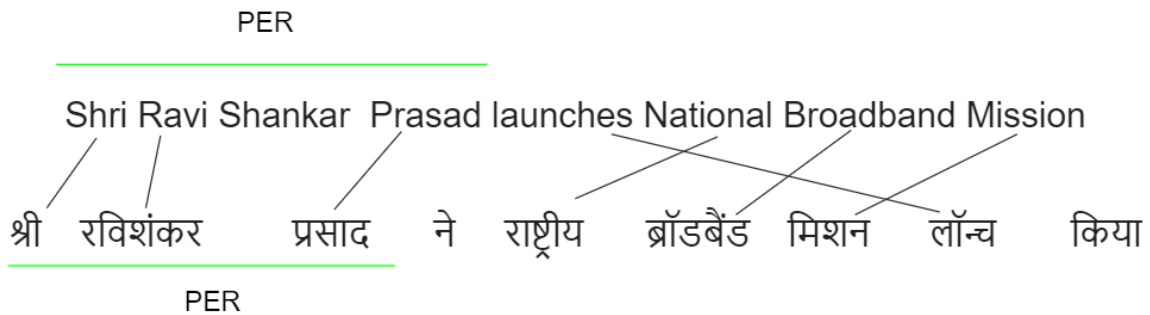 PER
Shri Ravi Shankar Prasad launches National Broadband Mission
श्री रविशंकर प्रसाद ने राष्ट्रीय ब्रॉडबैंड मिशन लॉन्च किया
PER